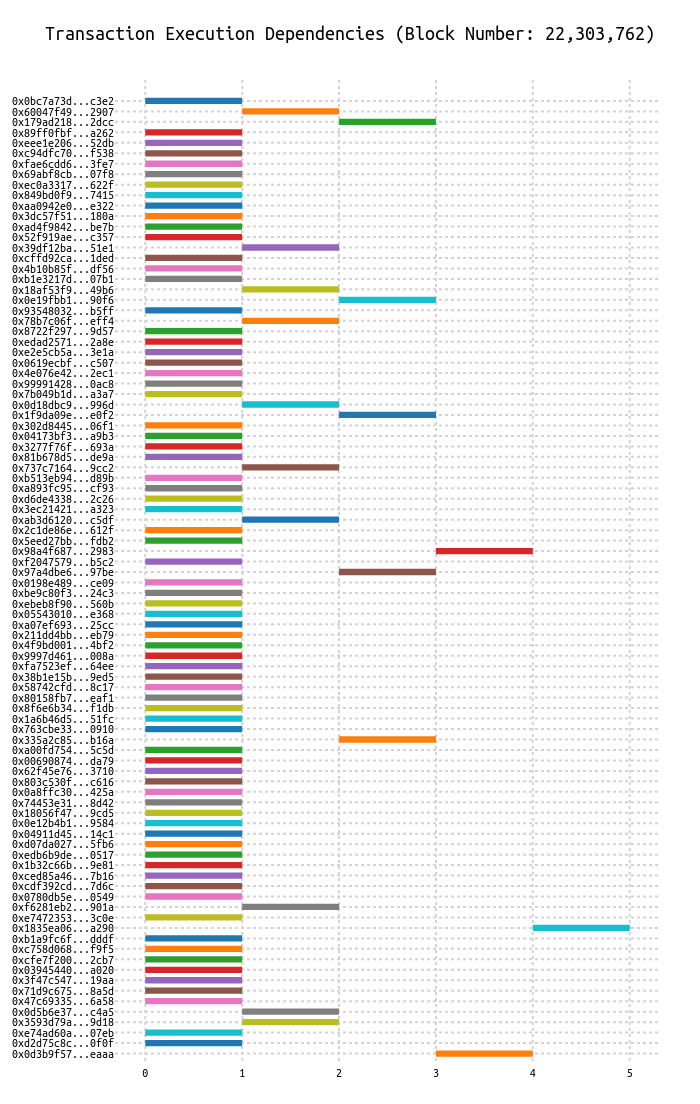 Transaction Execution Dependencies (Block Number: 22,303,762)
0x0bc7a73d...c3e2
0x60047f49...2907
0x179ad218...2dcc
0x89ff0fbf...a262
0xeee1e206...52db
0xc94dfc70...f538
0xfae6cdd6...3fe7
0x69abf8cb...07f8
0xec0a3317...622f
0x849bd0f9...7415
0xaa0942e0...e322
0x3dc57f51...180a
0xad4f9842...be7b
0x52f919ae...c357
0x39df12ba...51e1
0xcffd92ca...1ded
0x4b10b85f...df56
0xb1e3217d...07b1
0x18af53f9...49b6
0x0e19fbb1...90f6
0x93548032...b5ff
0x78b7c06f...eff4
0x8722f297...9d57
0xedad2571...2a8e
0xe2e5cb5a...3e1a
0x0619ecbf...c507
0x4e076e42...2ec1
0x99991428...0ac8
0x7b049b1d...a3a7
0x0d18dbc9...996d
0x1f9da09e...e0f2
0x302d8445...06f1
0x04173bf3...a9b3
0x3277f76f...693a
0x81b678d5...de9a
0x737c7164...9cc2
0xb513eb94...d89b
0xa893fc95...cf93
0xd6de4338...2c26
0x3ec21421...a323
0xab3d6120...c5df
0x2c1de86e...612f
0x5eed27bb...fdb2
0x98a4f687...2983
0xf2047579...b5c2
0x97a4dbe6...97be
0x0198e489...ce09
0xbe9c80f3...24c3
0xebeb8f90...560b
0x05543010...e368
0xa07ef693...25cc
0x211dd4bb...eb79
0x4f9bd001...4bf2
0x9997d461...008a
0xfa7523ef...64ee
0x38b1e15b...9ed5
0x58742cfd...8c17
0x80158fb7...eaf1
0x8f6e6b34...f1db
0x1a6b46d5...51fc
0x763cbe33...0910
0x335a2c85...b16a
0xa00fd754...5c5d
0x00690874...da79
0x62f45e76...3710
0x803c530f...c616
0x0a8ffc30...425a
0x74453e31...8d42
0x18056f47...9cd5
0x0e12b4b1...9584
0x04911d45...14c1
0xd07da027...5fb6
0xedb6b9de...0517
0x1b32c66b...9e81
0xced85a46...7b16
0xcdf392cd...7d6c
0x0780db5e...0549
0xf6281eb2...901a
0xe7472353...3c0e
0x1835ea06...a290
0xb1a9fc6f...dddf
0xc758d068...f9f5
0xcfe7f200...2cb7
0x03945440...a020
0x3f47c547...19aa
0x71d9c675...8a5d
0x47c69335...6a58
0x0d5b6e37...c4a5
0x3593d79a...9d18
0xe74ad60a...07eb
0xd2d75c8c...0f0f
0x0d3b9f57...eaaa
0 1 2 3 4 5